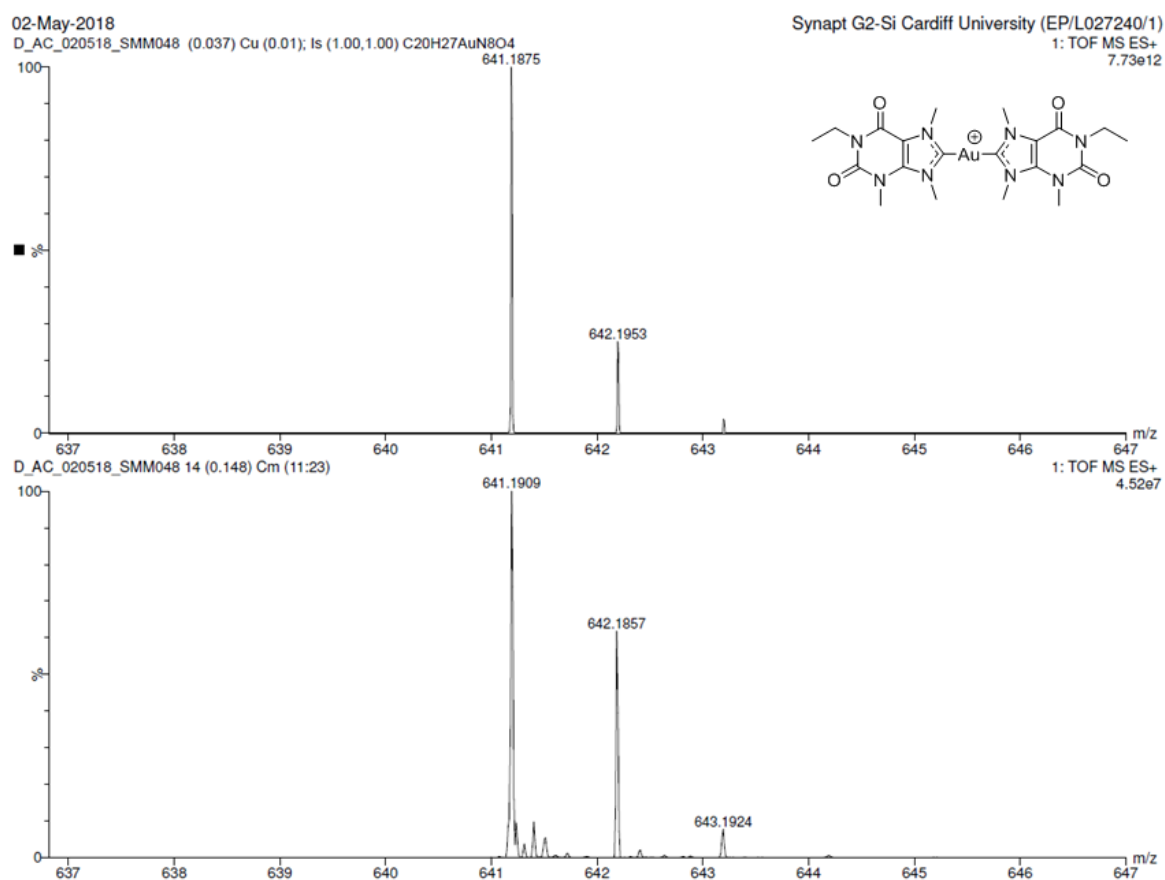 02-May-2018
Synapt G2-Si Cardiff University (EP/L027240/1)
D_AC_020518_SMM048 (0.037) Cu (0.01); Is (1.00,1.00) C20H27AuN8O4
1: TOF MS ES+
7.73e12
100
641.1875
O N N Au ⊕ N N O
N N N N
O O
%
642.1953
0
637 638 639 640 641 642 643 644 645 646 647
m/z
D_AC_020518_SMM048 14 (0.148) Cm (11:23)
1: TOF MS ES+
4.52e7
100
641.1909
642.1857
%
643.1924
0
637 638 639 640 641 642 643 644 645 646 647
m/z